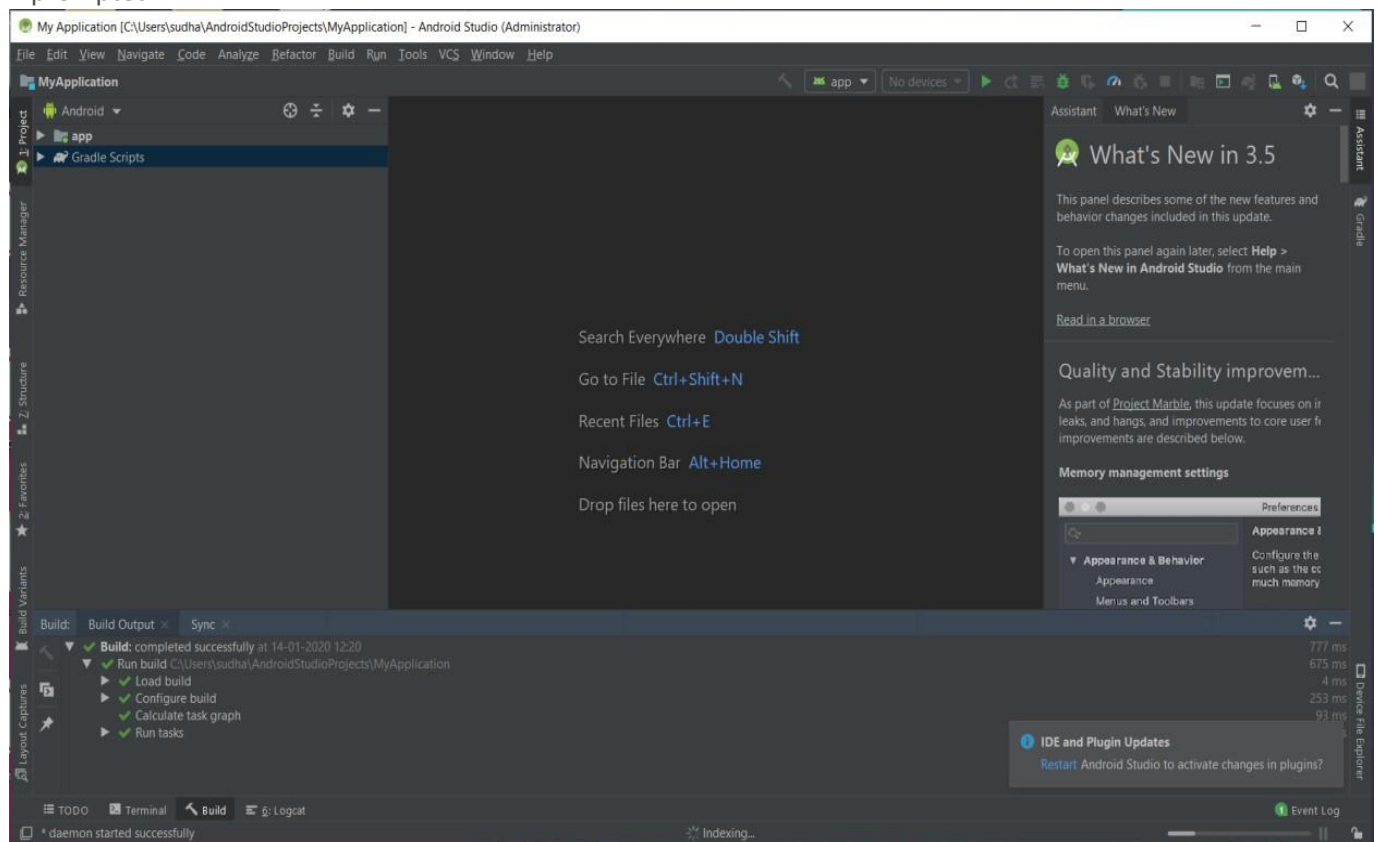 My Application [C:\Users\sudha\AndroidStudioProjects\MyApplication] - Android Studio (Administrator)
File Edit View Navigate Code Analyze Refactor Build Run Tools VCS Window Help
MyApplication
app
No devices
1: Project
Resource Manager
Z: Structure
2: Favorites
Build Variants
Layout Captures
Android
app
Gradle Scripts
Search Everywhere Double Shift
Go to File Ctrl+Shift+N
Recent Files Ctrl+E
Navigation Bar Alt+Home
Drop files here to open
Assistant What's New
What's New in 3.5
This panel describes some of the new features and
behavior changes included in this update.
To open this panel again later, select Help >
What's New in Android Studio from the main
menu.
Read in a browser
Quality and Stability improvem...
As part of Project Marble, this update focuses on ir
leaks, and hangs, and improvements to core user fe
improvements are described below.
Memory management settings
Preferences
Appearance &
Configure the
such as the cc
much memory
Appearance & Behavior
Appearance
Menus and Toolbars
Assistant
Gradle
Device File Explorer
Build: Build Output Sync
Build: completed successfully at 14-01-2020 12:20 777 ms
Run build C:\Users\sudha\AndroidStudioProjects\MyApplication 675 ms
Load build 4 ms
Configure build 253 ms
Calculate task graph 93 ms
Run tasks
IDE and Plugin Updates
Restart Android Studio to activate changes in plugins?
TODO Terminal Build 6: Logcat
1 Event Log
* daemon started successfully
Indexing...